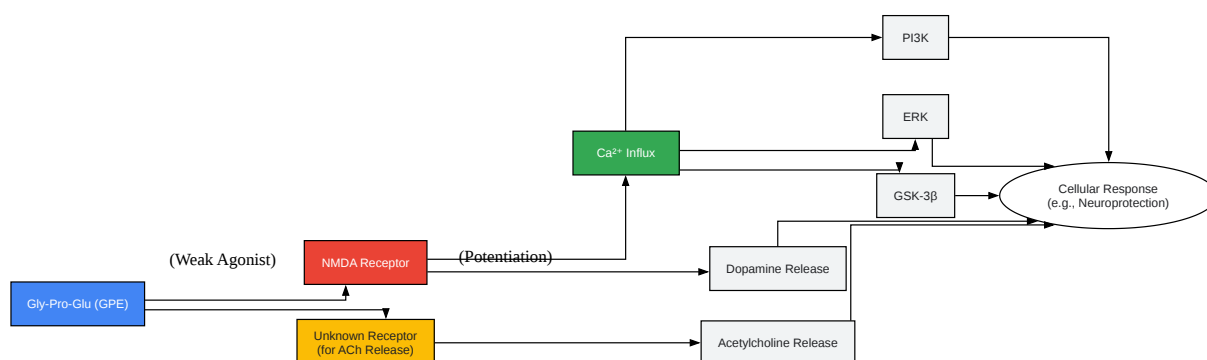 PI3K
ERK
Ca²⁺ Influx
GSK-3β
Cellular Response
(e.g., Neuroprotection)
(Weak Agonist)
NMDA Receptor
(Potentiation)
Dopamine Release
Gly-Pro-Glu (GPE)
Unknown Receptor
(for ACh Release)
Acetylcholine Release